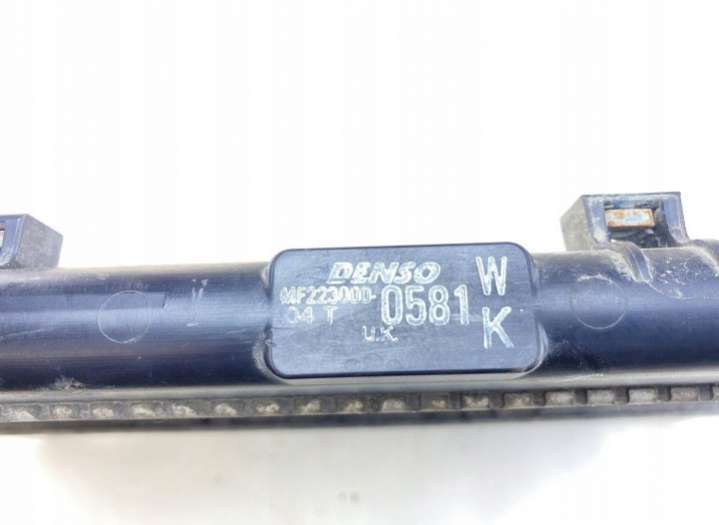 DENSO
MF223000-0581 W
04 T
U.K. K